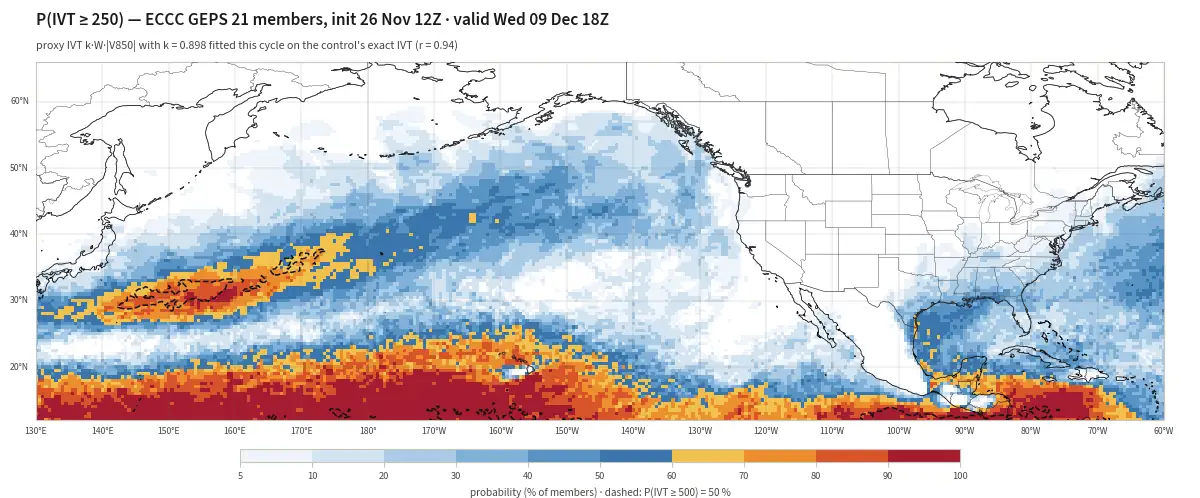 P(IVT ≥ 250) — ECCC GEPS 21 members, init 26 Nov 12Z · valid Wed 09 Dec 18Z
proxy IVT k·W·|V850| with k = 0.898 fitted this cycle on the control's exact IVT (r = 0.94)
60°N
50°N
40°N
30°N
20°N
130°E 140°E 150°E 160°E 170°E 180° 170°W 160°W 150°W 140°W 130°W 120°W 110°W 100°W 90°W 80°W 70°W 60°W
5 10 20 30 40 50 60 70 80 90 100
probability (% of members) · dashed: P(IVT ≥ 500) = 50 %